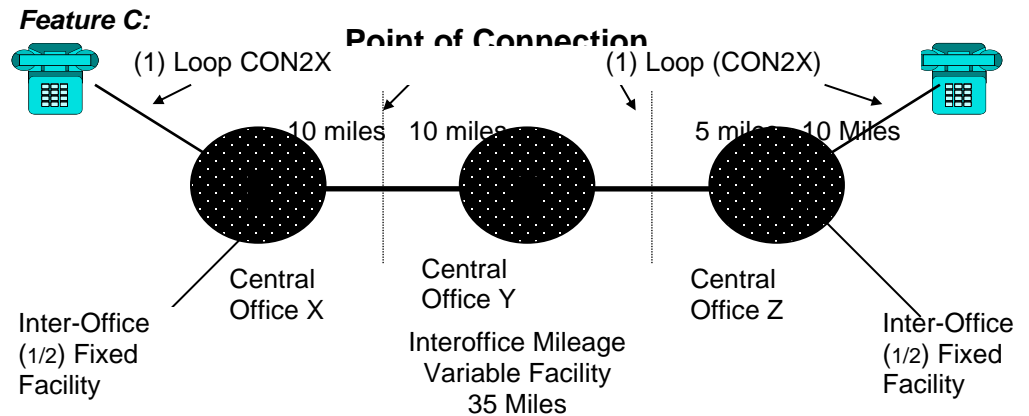 Feature C:
Point of Connection
(1) Loop CON2X
(1) Loop (CON2X)
10 miles
10 miles
5 miles
10 Miles
Central
Office X
Central
Office Y
Central
Office Z
Inter-Office
(1/2) Fixed
Facility
Interoffice Mileage
Variable Facility
35 Miles
Inter-Office
(1/2) Fixed
Facility